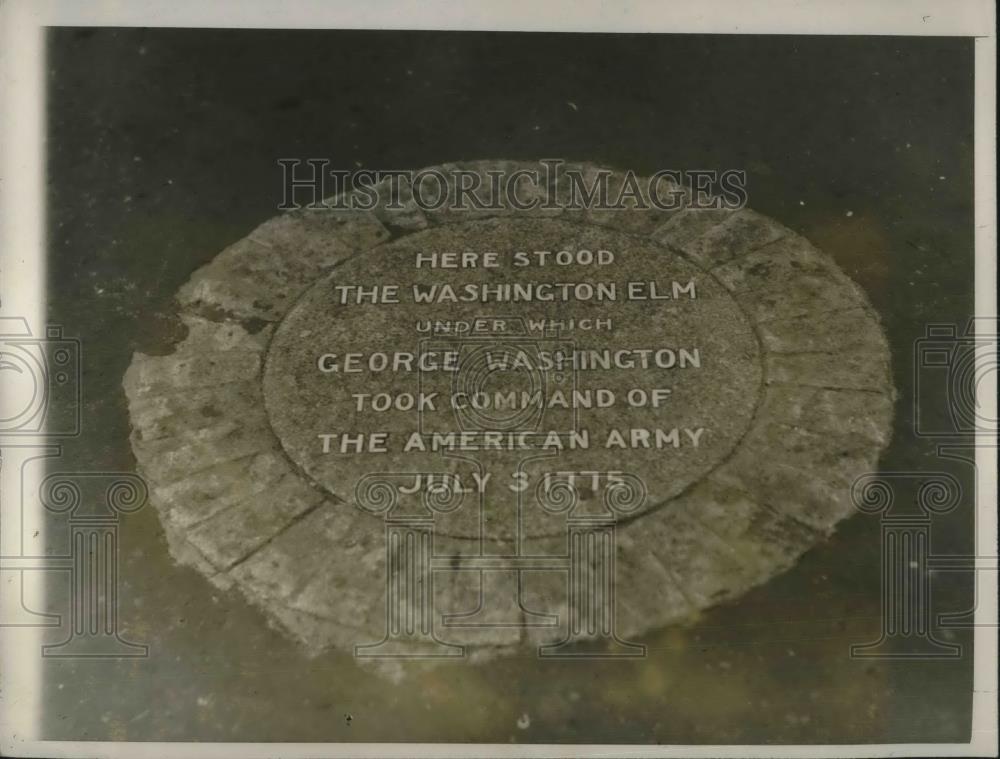 HISTORIC IMAGES
HERE STOOD
THE WASHINGTON ELM
UNDER WHICH
GEORGE WASHINGTON
TOOK COMMAND OF
THE AMERICAN ARMY
JULY 3 1775